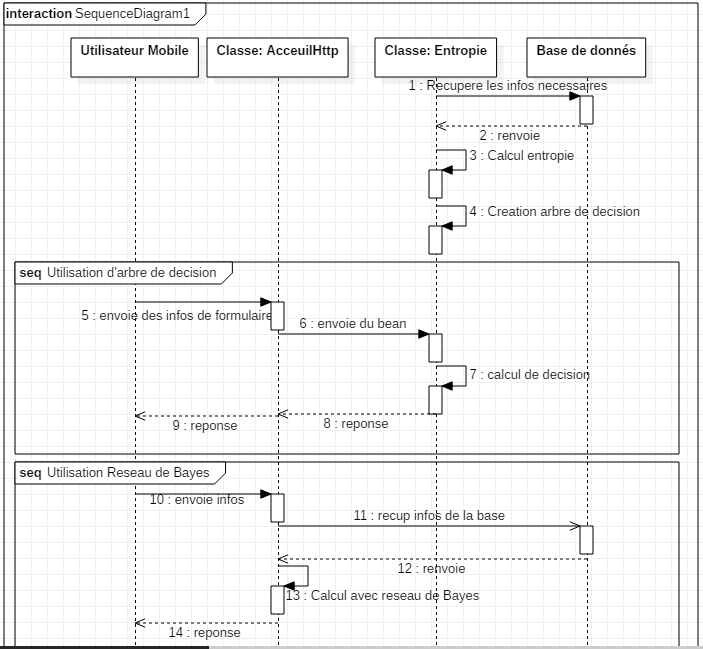 interaction SequenceDiagram1
Utilisateur Mobile
Classe: AcceuilHttp
Classe: Entropie
Base de donnés
1 : Recupere les infos necessaires
2 : renvoie
3 : Calcul entropie
4 : Creation arbre de decision
seq Utilisation d'arbre de decision
5 : envoie des infos de formulaire
6 : envoie du bean
7 : calcul de decision
8 : reponse
9 : reponse
seq Utilisation Reseau de Bayes
10 : envoie infos
11 : recup infos de la base
12 : renvoie
13 : Calcul avec reseau de Bayes
14 : reponse